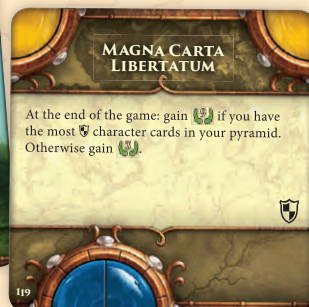 MAGNA CARTA
LIBERTATUM
At the end of the game: gain if you have
the most character cards in your pyramid.
Otherwise gain .
119